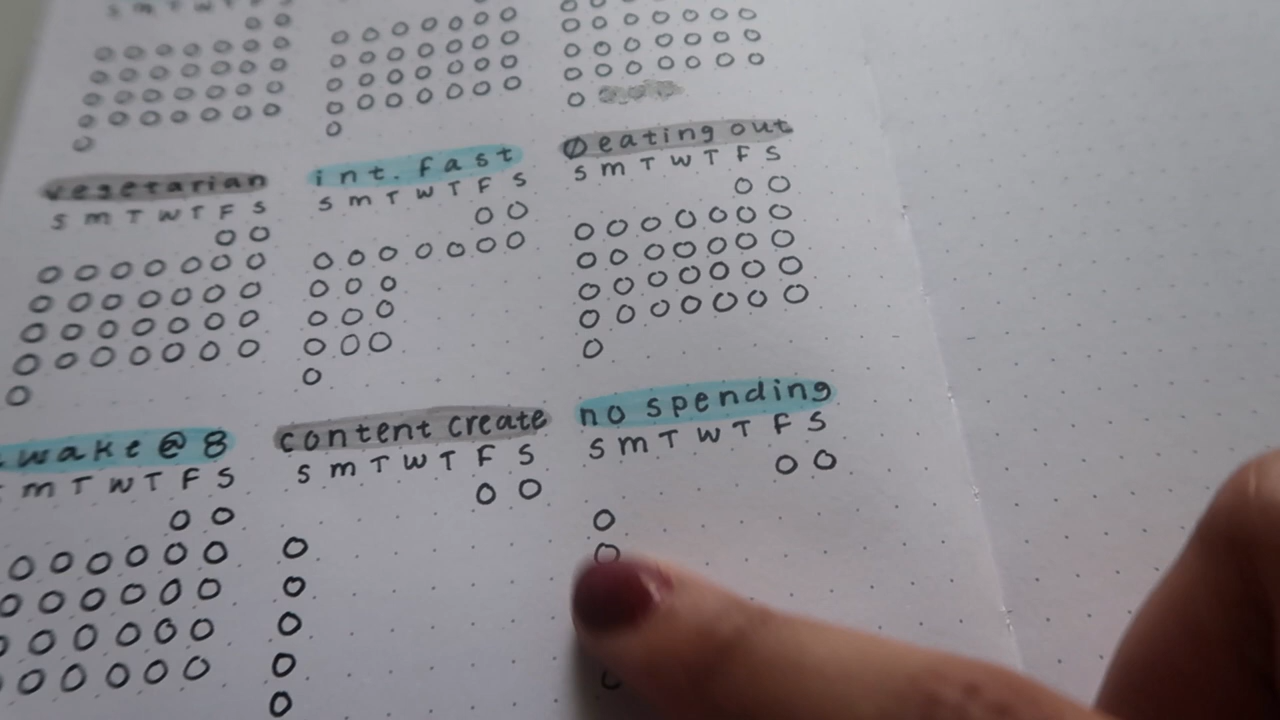 S M T W T F S
vegetarian
S M T W T F S
int. fast
S M T W T F S
Ø eating out
S M T W T F S
wake @ 8
M T W T F S
content create
S M T W T F S
no spending
S M T W T F S